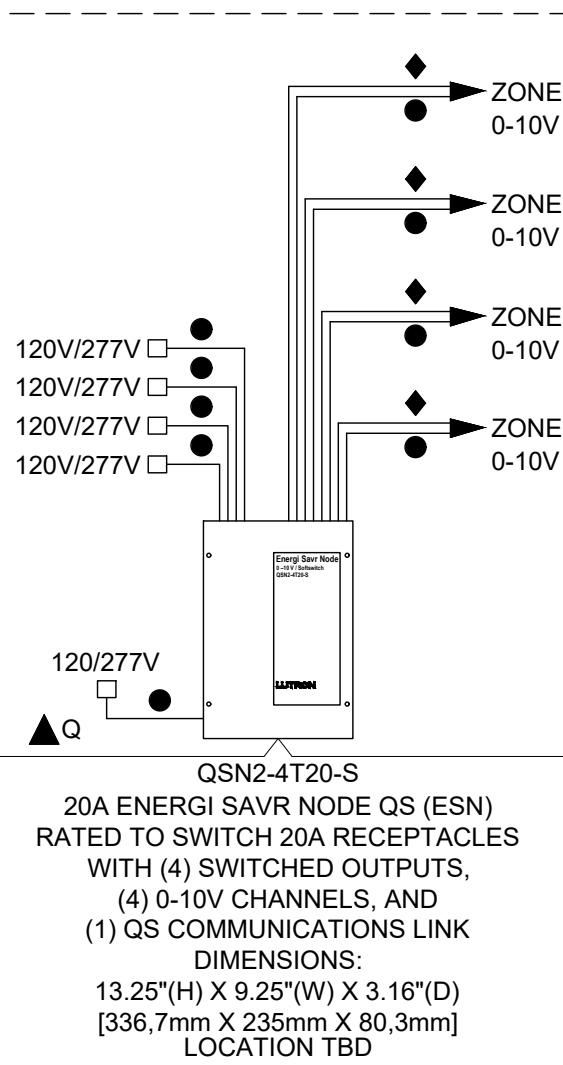 ZONE
0-10V
ZONE
0-10V
ZONE
0-10V
ZONE
0-10V
120V/277V
120V/277V
120V/277V
120V/277V
Energi Savr Node
0 –10 V / Softswitch
QSN2-4T20-S
LUTRON
120/277V
Q
QSN2-4T20-S
20A ENERGI SAVR NODE QS (ESN)
RATED TO SWITCH 20A RECEPTACLES
WITH (4) SWITCHED OUTPUTS,
(4) 0-10V CHANNELS, AND
(1) QS COMMUNICATIONS LINK
DIMENSIONS:
13.25"(H) X 9.25"(W) X 3.16"(D)
[336,7mm X 235mm X 80,3mm]
LOCATION TBD